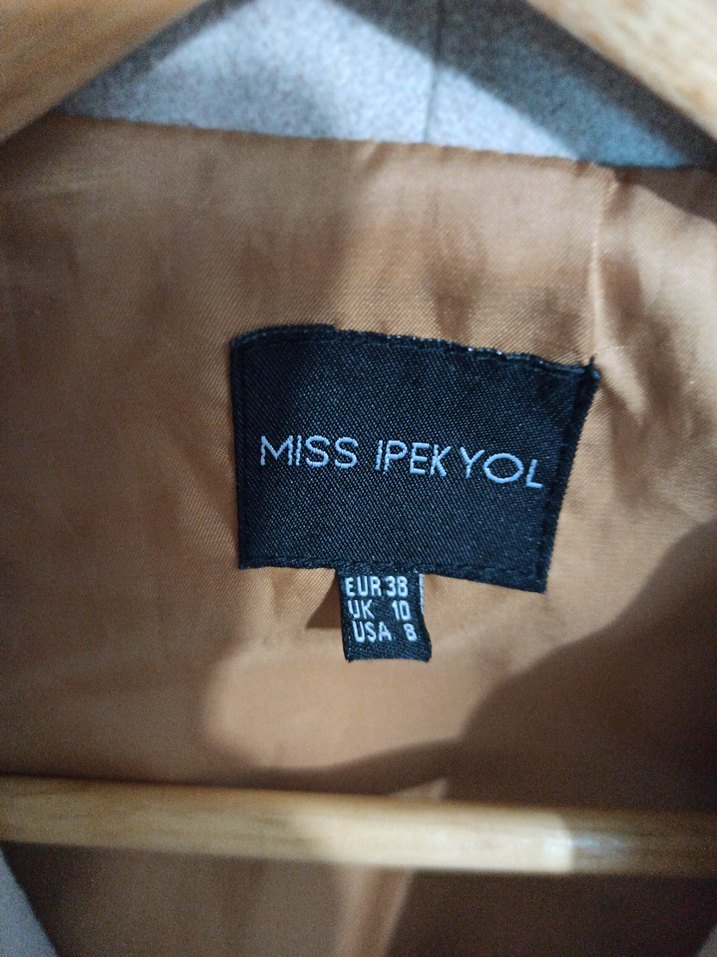 MISS IPEKYOL
EUR 38
UK 10
USA 8